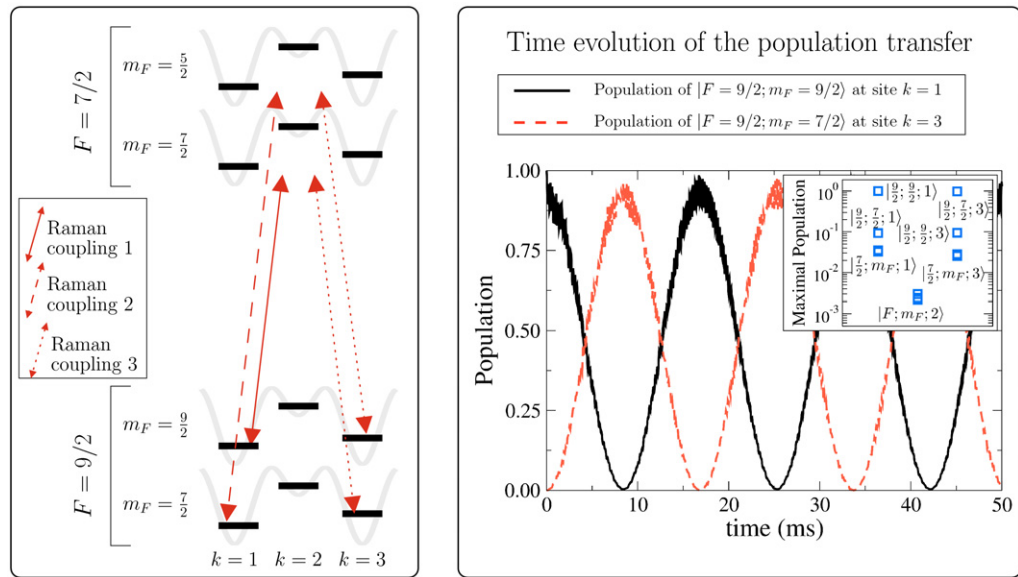 F = 7/2
m_F = 5/2
m_F = 7/2
Raman
coupling 1
Raman
coupling 2
Raman
coupling 3
F = 9/2
m_F = 9/2
m_F = 7/2
k = 1 k = 2 k = 3
Time evolution of the population transfer
Population of |F = 9/2; m_F = 9/2⟩ at site k = 1
Population of |F = 9/2; m_F = 7/2⟩ at site k = 3
Population
1.00
0.75
0.50
0.25
0.00
0 10 20 30 40 50
time (ms)
Maximal Population
10^0
10^-1
10^-2
10^-3
|9/2; 9/2; 1⟩
|9/2; 7/2; 1⟩
|9/2; 7/2; 3⟩
|9/2; 9/2; 3⟩
|7/2; m_F; 1⟩
|7/2; m_F; 3⟩
|F; m_F; 2⟩